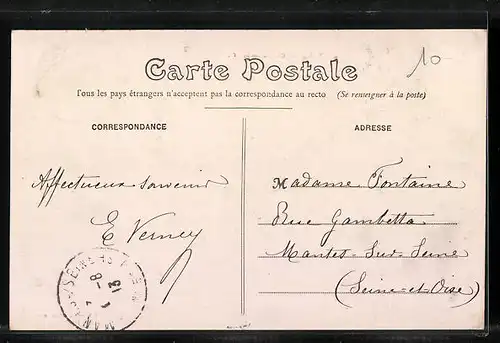 10-
Carte Postale
Tous les pays étrangers n'acceptent pas la correspondance au recto (Se renseigner à la poste)
CORRESPONDANCE
ADRESSE
Affectueux souvenir
E Verney
Madame Fontaine
Rue Gambetta
Mantes-Sur-Seine
(Seine-et-Oise)